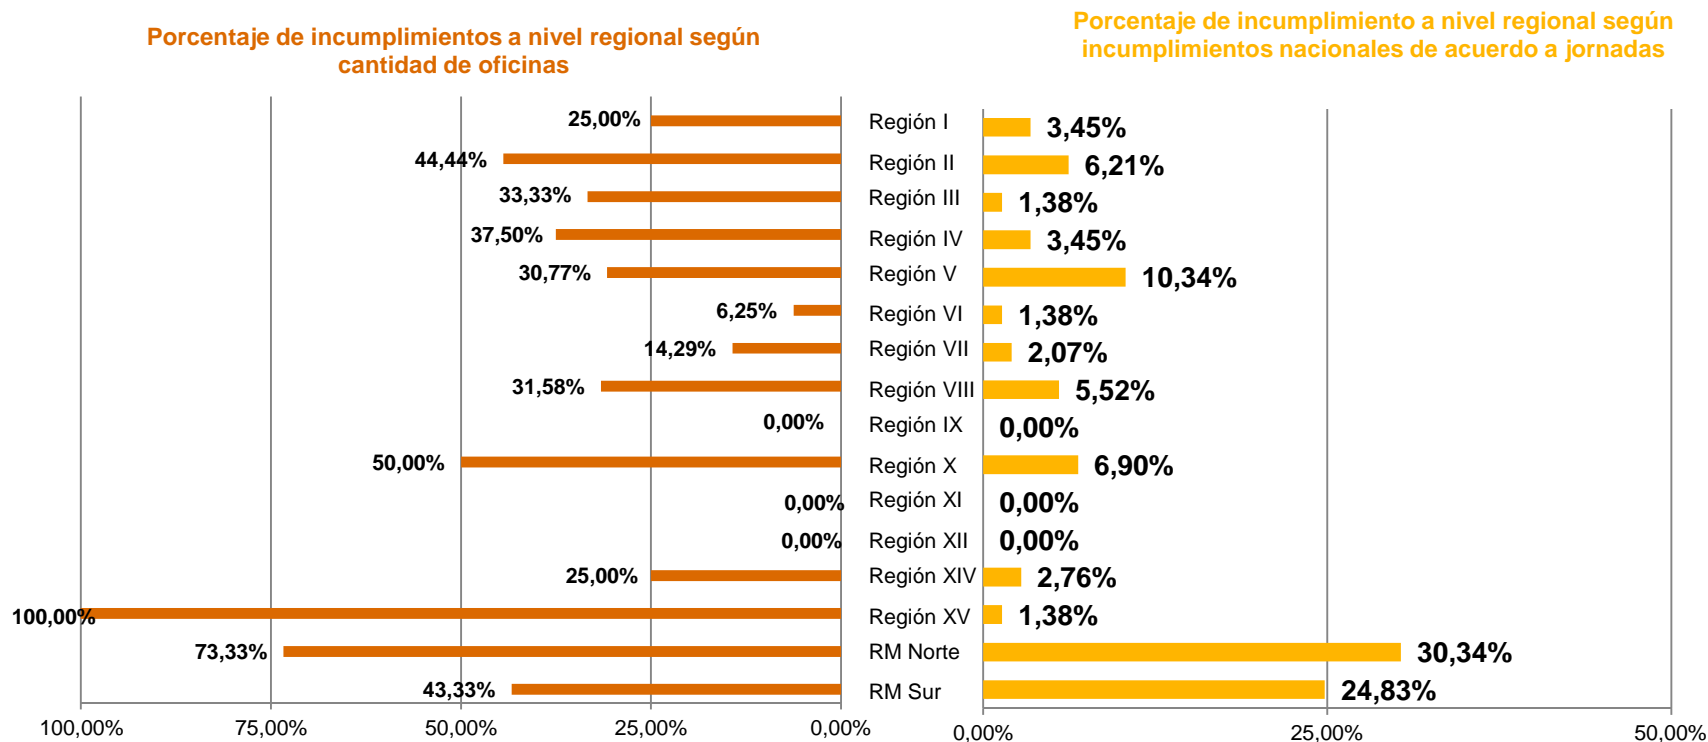 Porcentaje de incumplimientos a nivel regional según
cantidad de oficinas
Porcentaje de incumplimiento a nivel regional según
incumplimientos nacionales de acuerdo a jornadas
25,00% Región I 3,45%
44,44% Región II 6,21%
33,33% Región III 1,38%
37,50% Región IV 3,45%
30,77% Región V 10,34%
6,25% Región VI 1,38%
14,29% Región VII 2,07%
31,58% Región VIII 5,52%
0,00% Región IX 0,00%
50,00% Región X 6,90%
0,00% Región XI 0,00%
0,00% Región XII 0,00%
25,00% Región XIV 2,76%
100,00% Región XV 1,38%
73,33% RM Norte 30,34%
43,33% RM Sur 24,83%
100,00% 75,00% 50,00% 25,00% 0,00% 0,00% 25,00% 50,00%